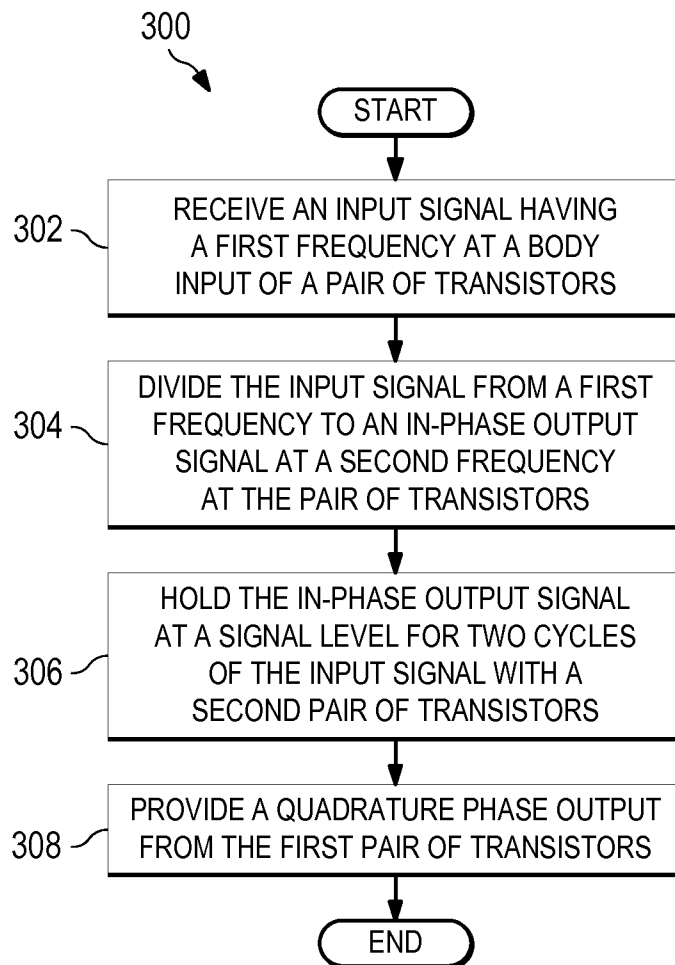 300
START
302
RECEIVE AN INPUT SIGNAL HAVING
A FIRST FREQUENCY AT A BODY
INPUT OF A PAIR OF TRANSISTORS
304
DIVIDE THE INPUT SIGNAL FROM A FIRST
FREQUENCY TO AN IN-PHASE OUTPUT
SIGNAL AT A SECOND FREQUENCY
AT THE PAIR OF TRANSISTORS
306
HOLD THE IN-PHASE OUTPUT SIGNAL
AT A SIGNAL LEVEL FOR TWO CYCLES
OF THE INPUT SIGNAL WITH A
SECOND PAIR OF TRANSISTORS
308
PROVIDE A QUADRATURE PHASE OUTPUT
FROM THE FIRST PAIR OF TRANSISTORS
END